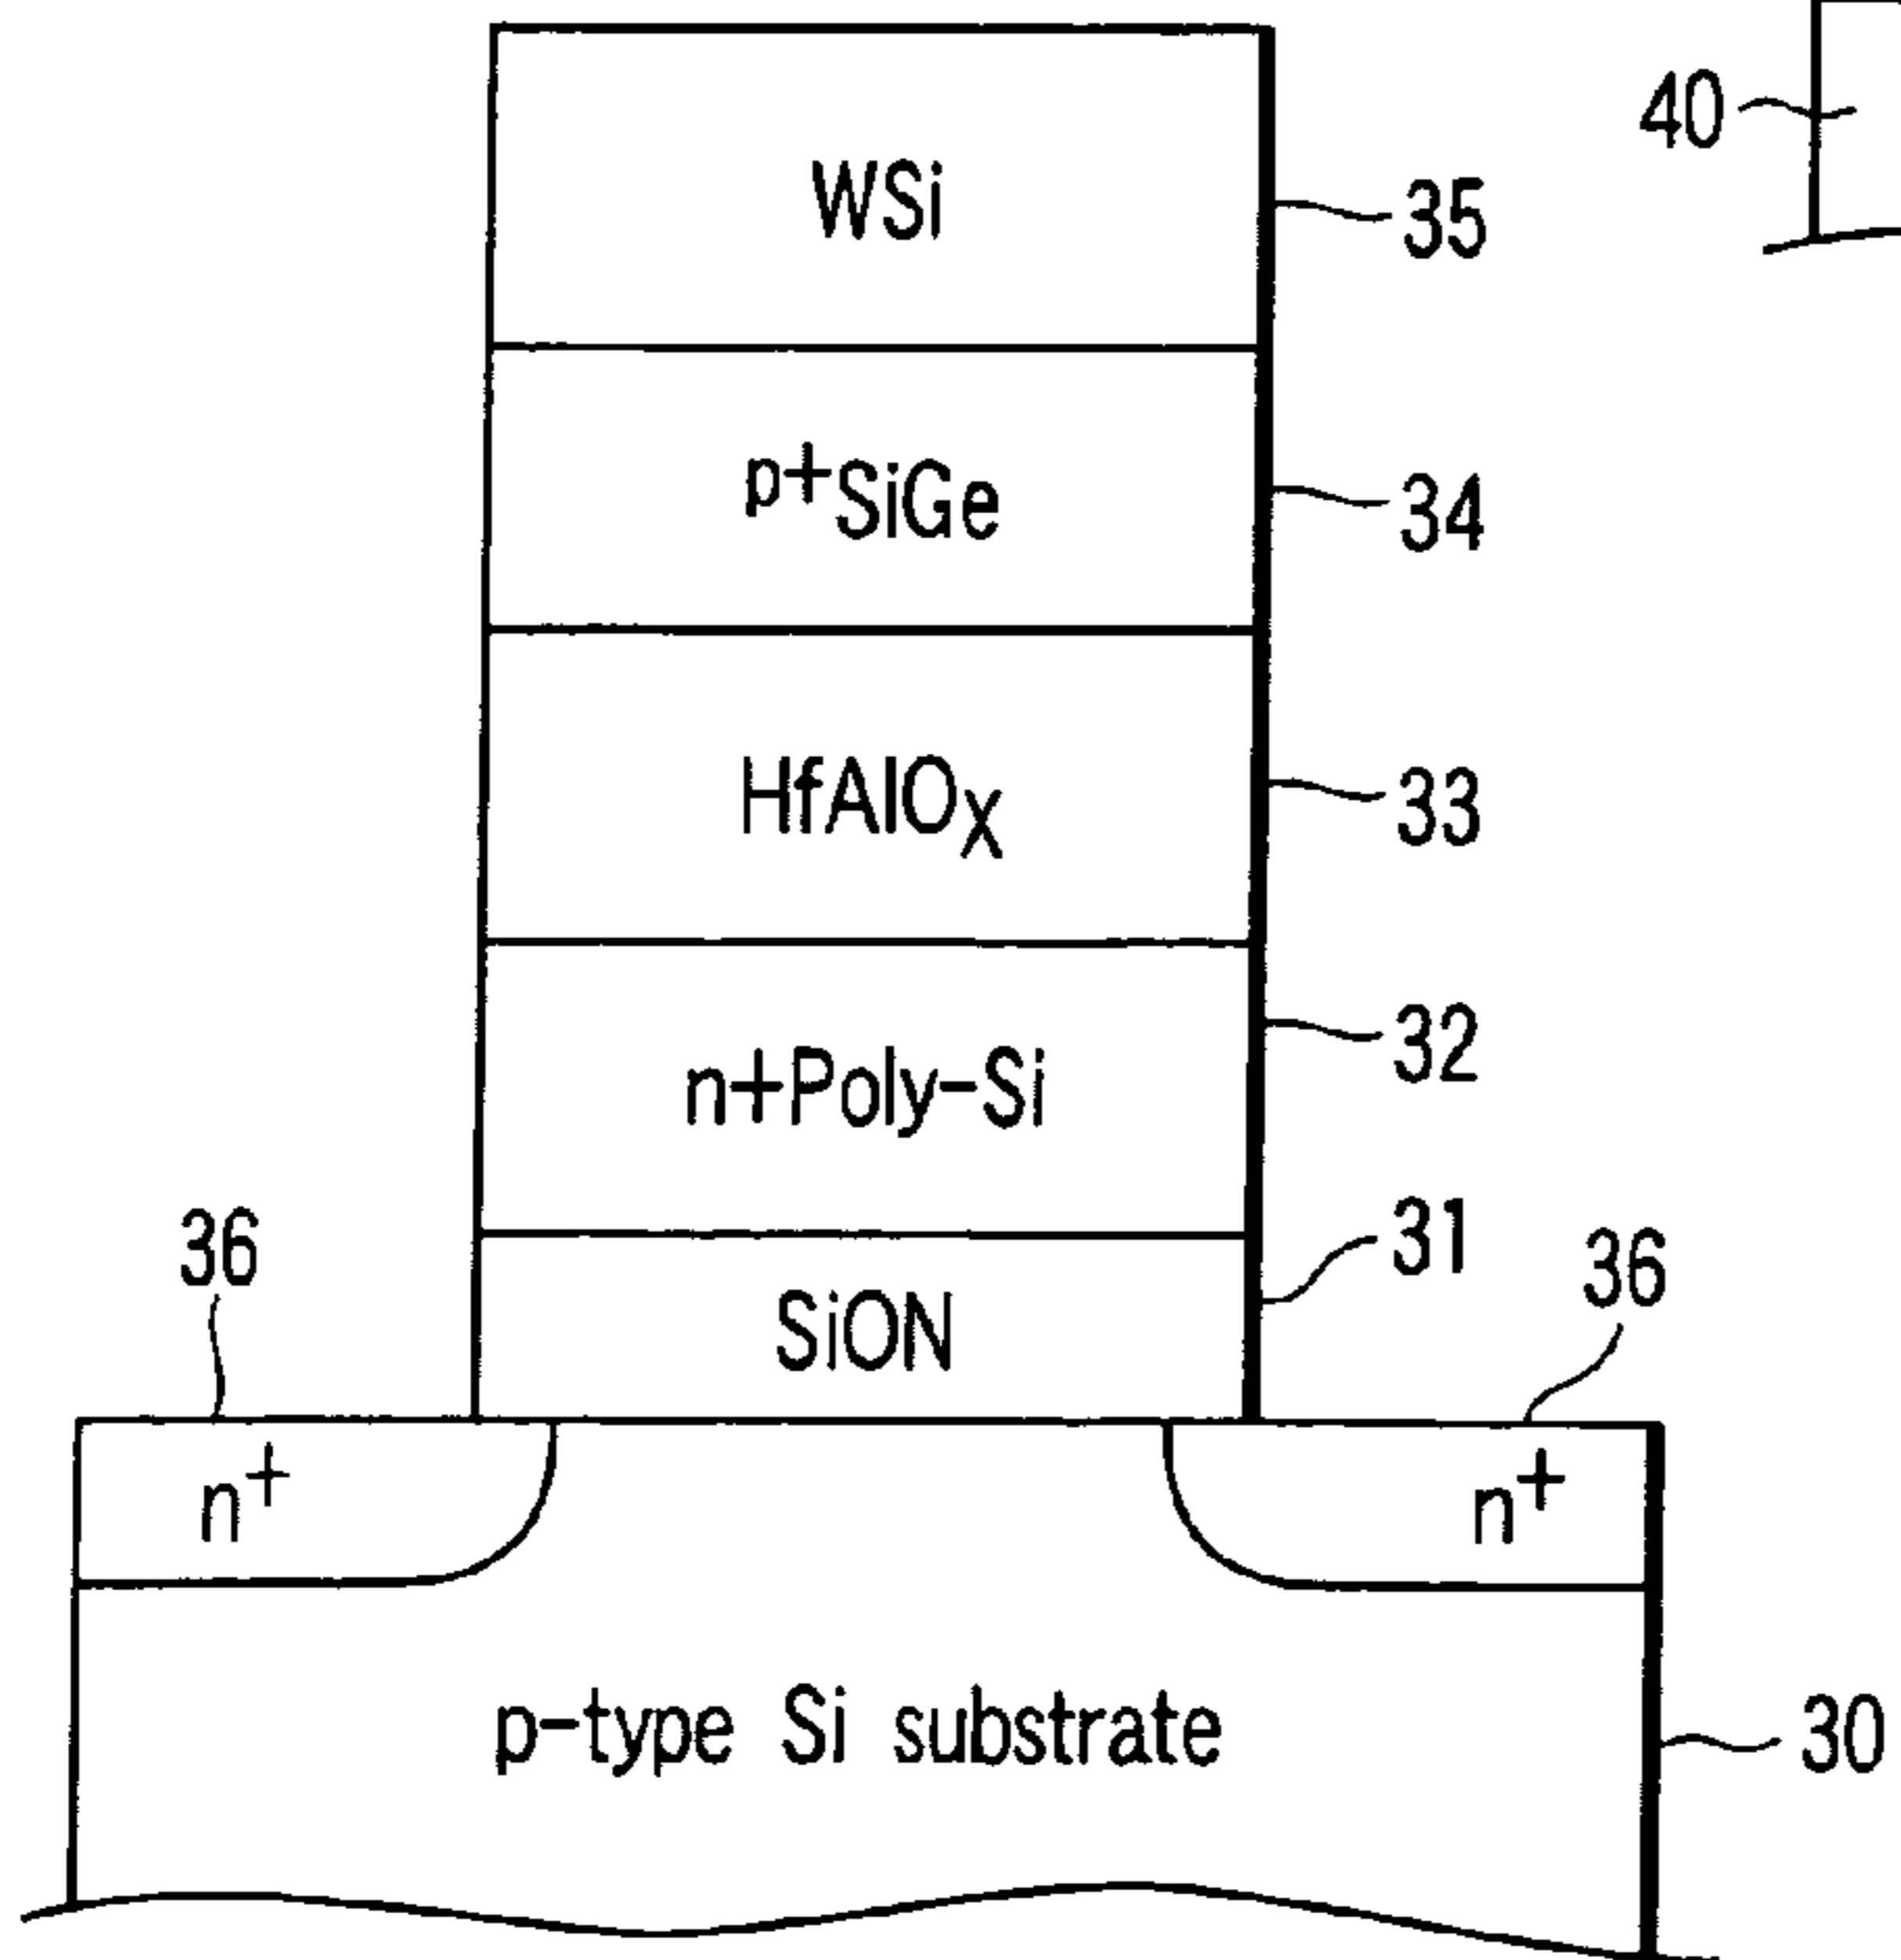 40
WSi
35
p+SiGe
34
HfAlOX
33
32
n+Poly-Si
31
36
36
SiON
n+
n+
p-type Si substrate
30